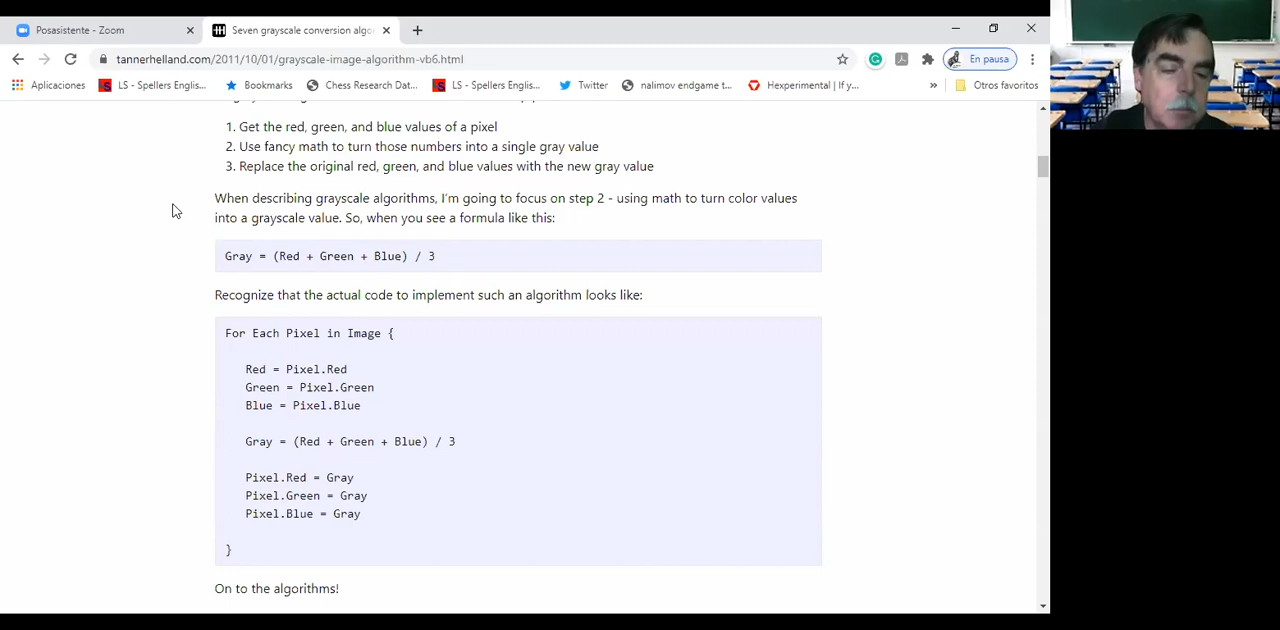 Posasistente - Zoom
Seven grayscale conversion algo
tannerhelland.com/2011/10/01/grayscale-image-algorithm-vb6.html
En pausa
Aplicaciones
LS - Spellers Englis...
Bookmarks
Chess Research Dat...
LS - Spellers Englis...
Twitter
nalimov endgame t...
Hexperimental | If y...
»
Otros favoritos
1. Get the red, green, and blue values of a pixel
2. Use fancy math to turn those numbers into a single gray value
3. Replace the original red, green, and blue values with the new gray value
When describing grayscale algorithms, I'm going to focus on step 2 - using math to turn color values
into a grayscale value. So, when you see a formula like this:
Gray = (Red + Green + Blue) / 3
Recognize that the actual code to implement such an algorithm looks like:
For Each Pixel in Image {
Red = Pixel.Red
Green = Pixel.Green
Blue = Pixel.Blue
Gray = (Red + Green + Blue) / 3
Pixel.Red = Gray
Pixel.Green = Gray
Pixel.Blue = Gray
}
On to the algorithms!